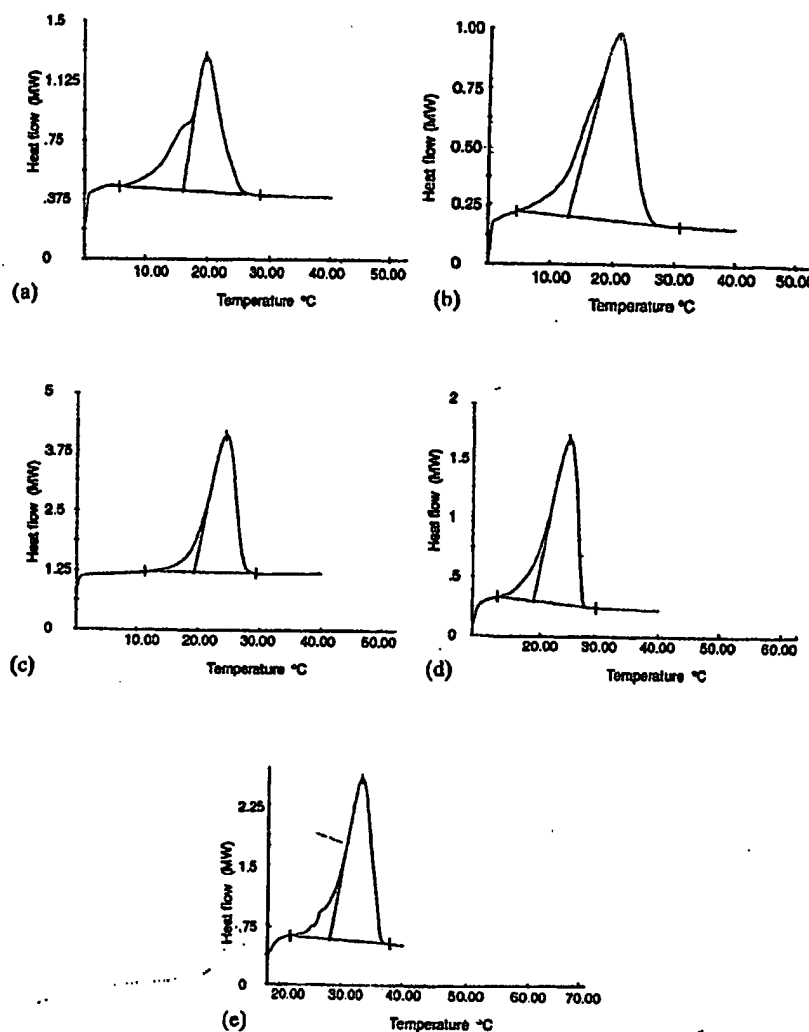 1.5
1.125
.75
.375
0
Heat flow (MW)
10.00 20.00 30.00 40.00 50.00
Temperature °C
(a)
1.00
0.75
0.50
0.25
0
Heat flow (MW)
10.00 20.00 30.00 40.00 50.00
Temperature °C
(b)
5
3.75
2.5
1.25
0
Heat flow (MW)
10.00 20.00 30.00 40.00 50.00
Temperature °C
(c)
2
1.5
1
.5
0
Heat flow (MW)
20.00 30.00 40.00 50.00 60.00
Temperature °C
(d)
2.25
1.5
.75
0
Heat flow (MW)
20.00 30.00 40.00 50.00 60.00 70.00
Temperature °C
(e)